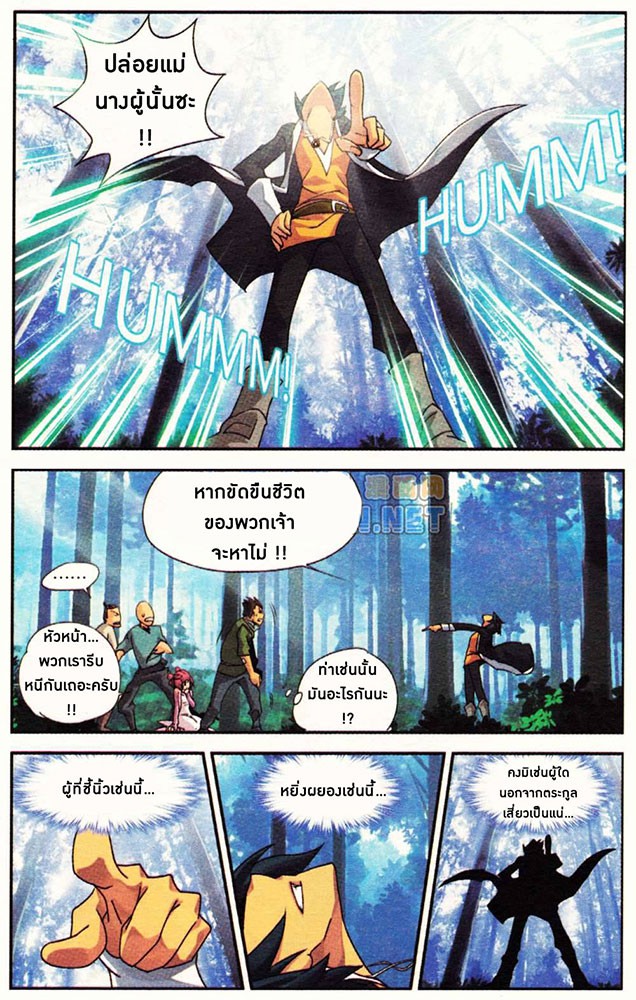 ปล่อยแม่
นางผู้นั้นซะ
!!
HUMM!
HUMMM!
หากขัดขืนชีวิต
ของพวกเจ้า
จะหาไม่ !!
.NET
......
หัวหน้า...
พวกเรารีบ
หนีกันเถอะครับ
!!
ท่าเช่นนั้น
มันอะไรกันนะ
!?
ผู้ที่ชี้นิ้วเช่นนี้...
หยิ่งผยองเช่นนี้...
คงมิเช่นผู้ใด
นอกจากตระกูล
เสี่ยวเป็นแน่...